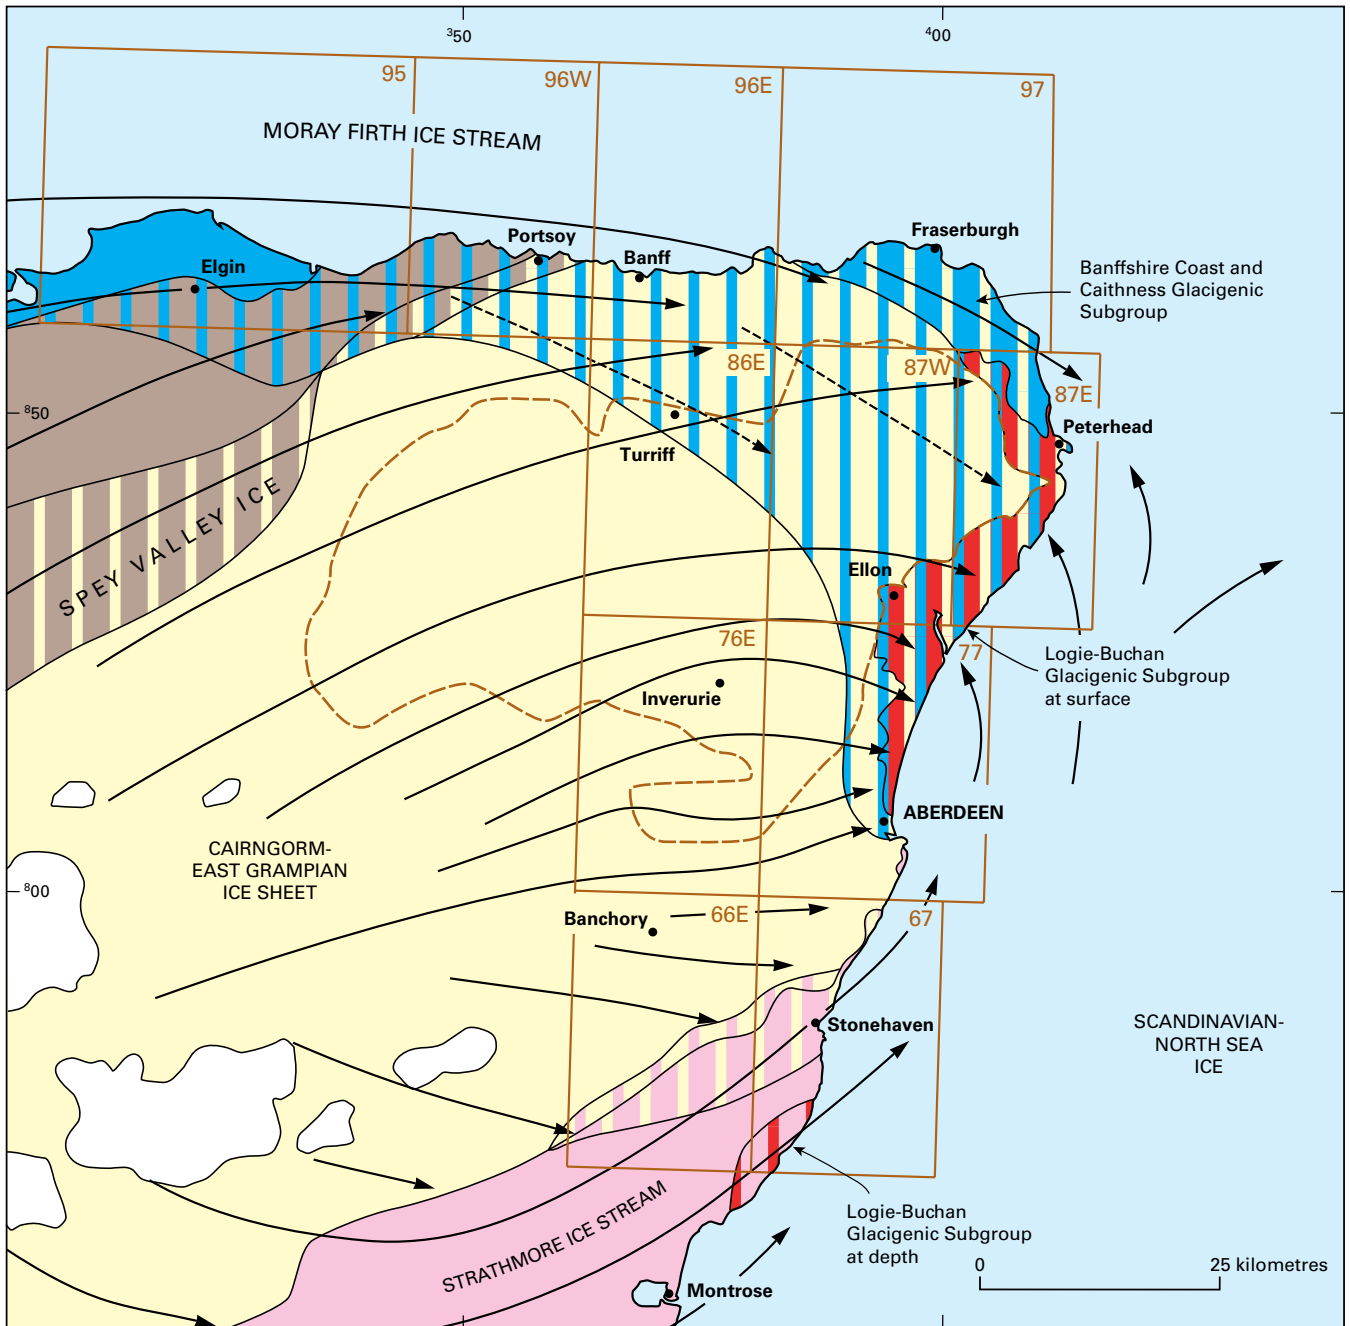 ³50
⁴00
95
96W
96E
97
MORAY FIRTH ICE STREAM
Fraserburgh
Portsoy
Banff
Elgin
Banffshire Coast and
Caithness Glacigenic
Subgroup
86E
87W
87E
⁸50
Peterhead
Turriff
SPEY VALLEY ICE
Ellon
76E
77
Logie-Buchan
Glacigenic Subgroup
at surface
Inverurie
ABERDEEN
CAIRNGORM-
EAST GRAMPIAN
ICE SHEET
⁸00
Banchory
66E
67
Stonehaven
SCANDINAVIAN-
NORTH SEA
ICE
STRATHMORE ICE STREAM
Logie-Buchan
Glacigenic Subgroup
at depth
0
25 kilometres
Montrose